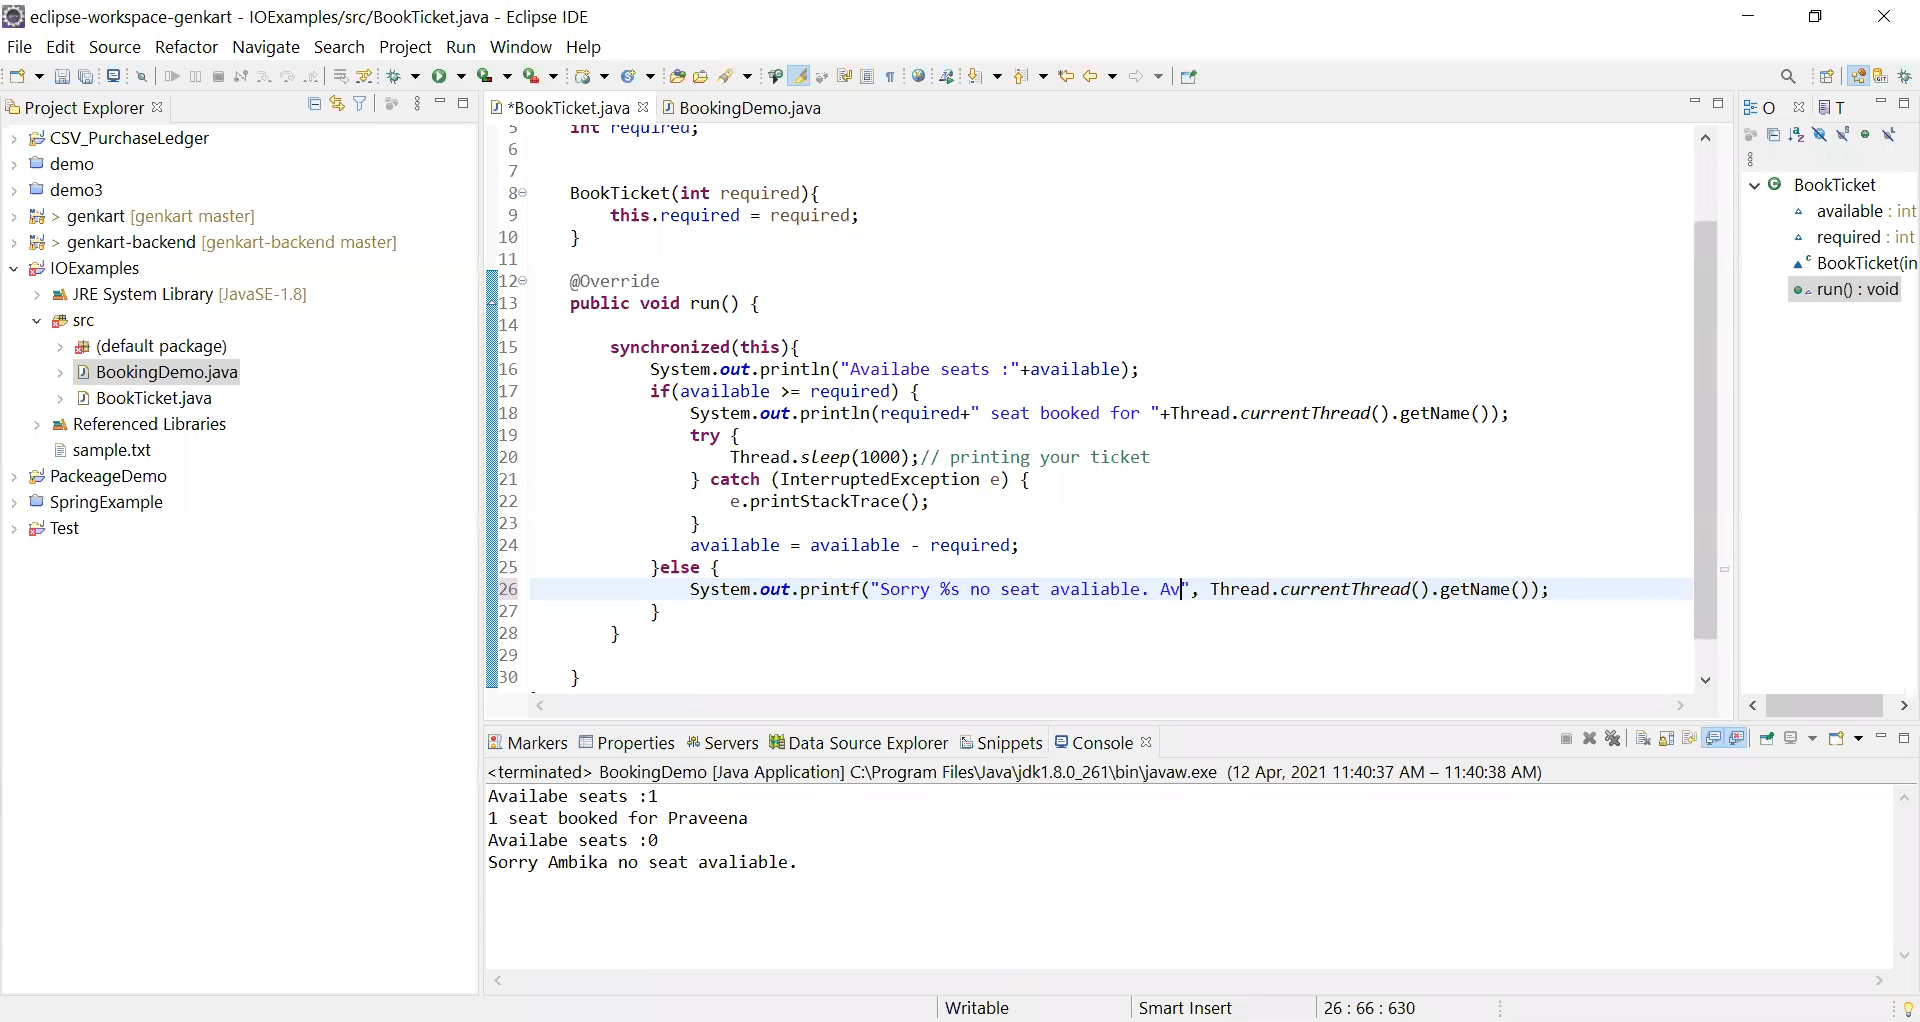 eclipse-workspace-genkart - IOExamples/src/BookTicket.java - Eclipse IDE
File Edit Source Refactor Navigate Search Project Run Window Help
Project Explorer
CSV_PurchaseLedger
demo
demo3
> genkart [genkart master]
> genkart-backend [genkart-backend master]
IOExamples
JRE System Library [JavaSE-1.8]
src
(default package)
BookingDemo.java
BookTicket.java
Referenced Libraries
sample.txt
PackeageDemo
SpringExample
Test
*BookTicket.java BookingDemo.java
5 int required;
6
7
8 BookTicket(int required){
9 this.required = required;
10 }
11
12 @Override
13 public void run() {
14
15 synchronized(this){
16 System.out.println("Availabe seats :"+available);
17 if(available >= required) {
18 System.out.println(required+" seat booked for "+Thread.currentThread().getName());
19 try {
20 Thread.sleep(1000);// printing your ticket
21 } catch (InterruptedException e) {
22 e.printStackTrace();
23 }
24 available = available - required;
25 }else {
26 System.out.printf("Sorry %s no seat avaliable. Av", Thread.currentThread().getName());
27 }
28 }
29
30 }
O T
BookTicket
available : int
required : int
BookTicket(in
run() : void
Markers Properties Servers Data Source Explorer Snippets Console
<terminated> BookingDemo [Java Application] C:\Program Files\Java\jdk1.8.0_261\bin\javaw.exe (12 Apr, 2021 11:40:37 AM – 11:40:38 AM)
Availabe seats :1
1 seat booked for Praveena
Availabe seats :0
Sorry Ambika no seat avaliable.
Writable Smart Insert 26 : 66 : 630